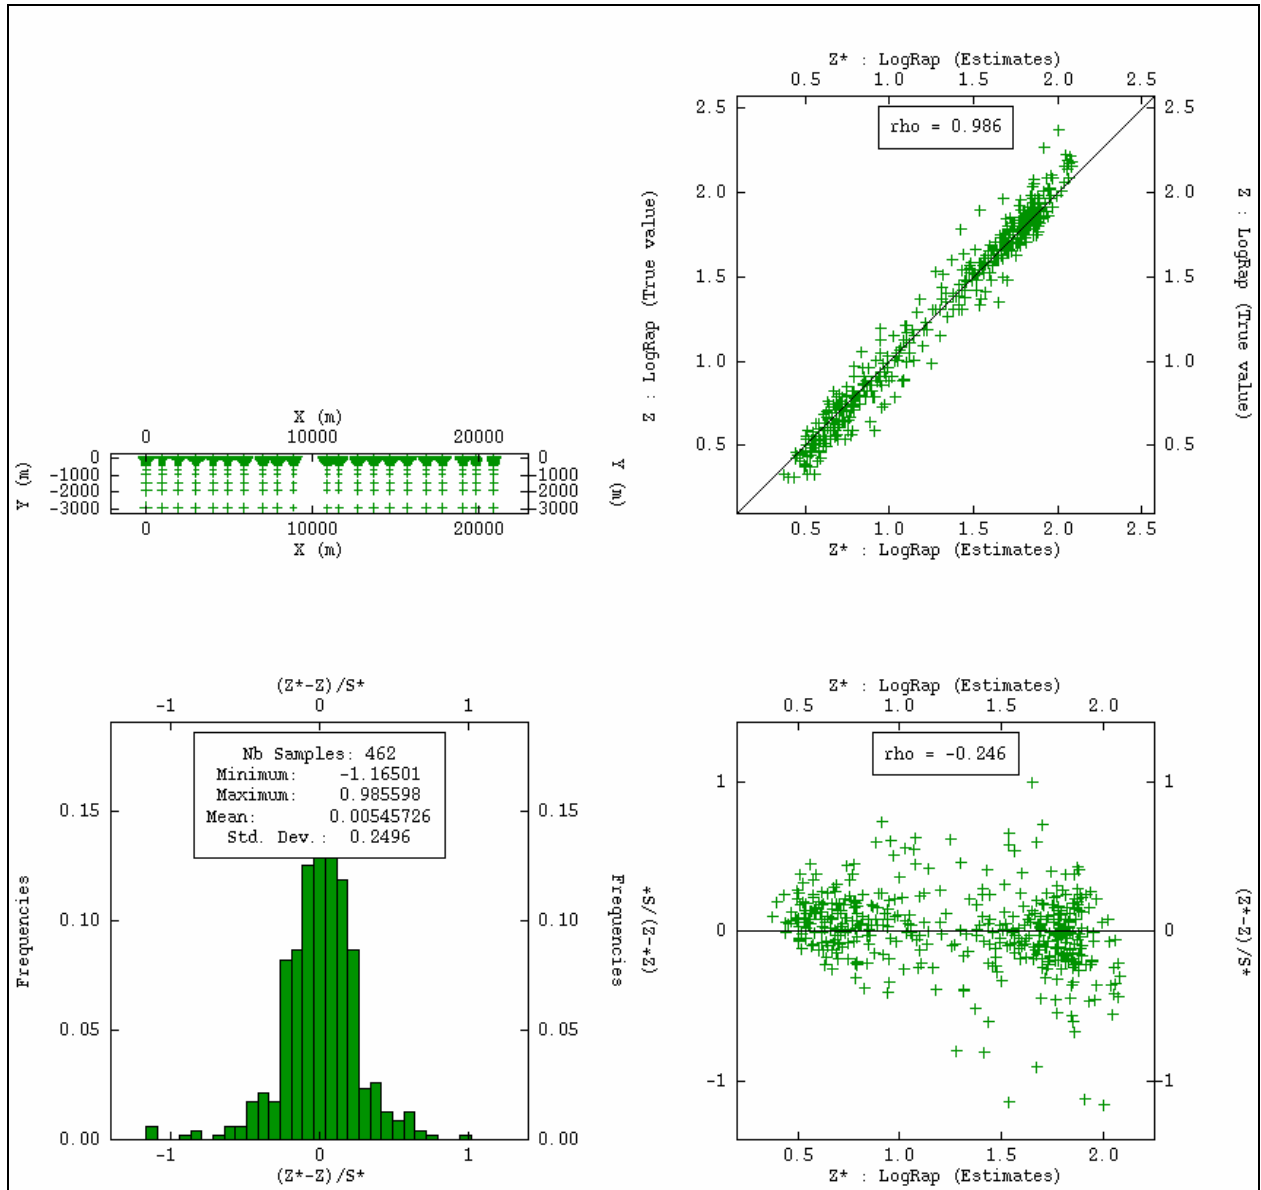 Z* : LogRap (Estimates)
0.5 1.0 1.5 2.0 2.5
2.5 2.5
rho = 0.986
2.0 2.0
Z : LogRap (True value)
Z : LogRap (True value)
1.5 1.5
1.0 1.0
0.5 0.5
0.5 1.0 1.5 2.0 2.5
Z* : LogRap (Estimates)
X (m)
0 10000 20000
0 0
-1000 -1000
-2000 -2000
-3000 -3000
Y (m)
Y (m)
0 10000 20000
X (m)
(Z*-Z)/S*
-1 0 1
Nb Samples: 462
Minimum: -1.16501
Maximum: 0.985598
Mean: 0.00545726
Std. Dev.: 0.2496
0.15 0.15
0.10 0.10
0.05 0.05
0.00 0.00
Frequencies
Frequencies
-1 0 1
(Z*-Z)/S*
Z* : LogRap (Estimates)
0.5 1.0 1.5 2.0
rho = -0.246
1 1
0 0
-1 -1
(Z*-Z)/S*
(Z*-Z)/S*
0.5 1.0 1.5 2.0
Z* : LogRap (Estimates)